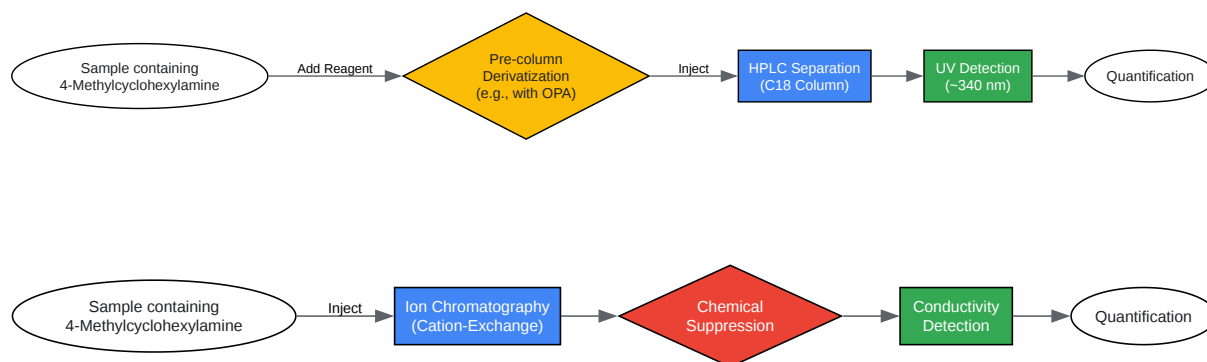 Sample containing
4-Methylcyclohexylamine
Add Reagent
Pre-column
Derivatization
(e.g., with OPA)
Inject
HPLC Separation
(C18 Column)
UV Detection
(~340 nm)
Quantification
Sample containing
4-Methylcyclohexylamine
Inject
Ion Chromatography
(Cation-Exchange)
Chemical
Suppression
Conductivity
Detection
Quantification